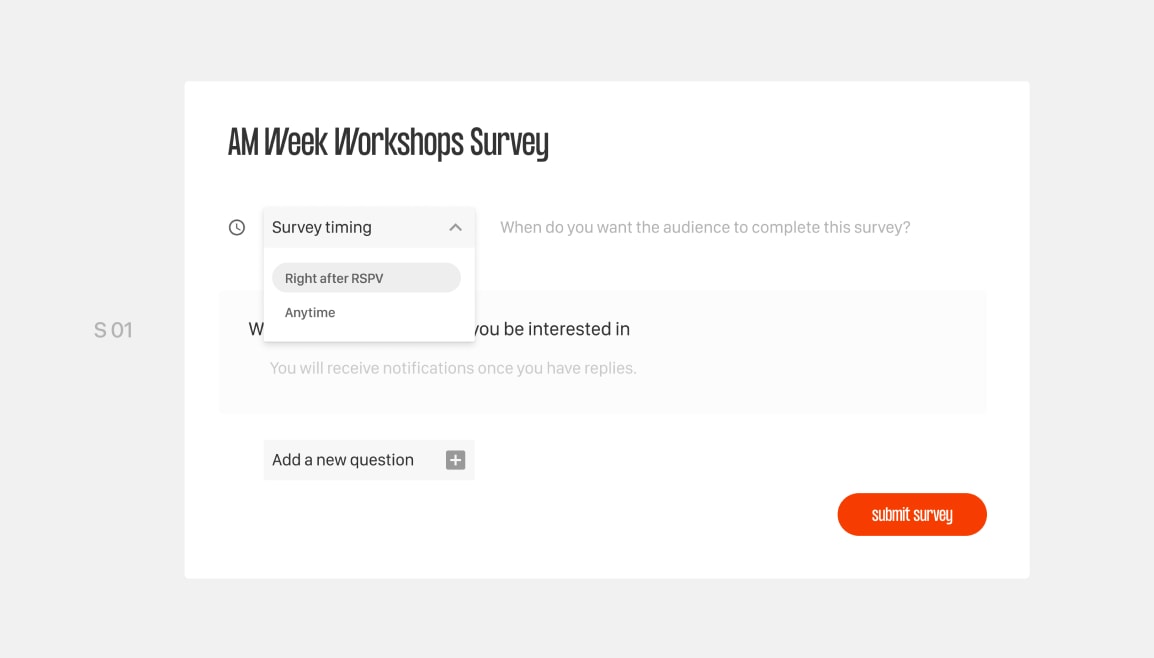 AM Week Workshops Survey
Survey timing
When do you want the audience to complete this survey?
Right after RSPV
Anytime
S 01
you be interested in
You will receive notifications once you have replies.
Add a new question
submit survey